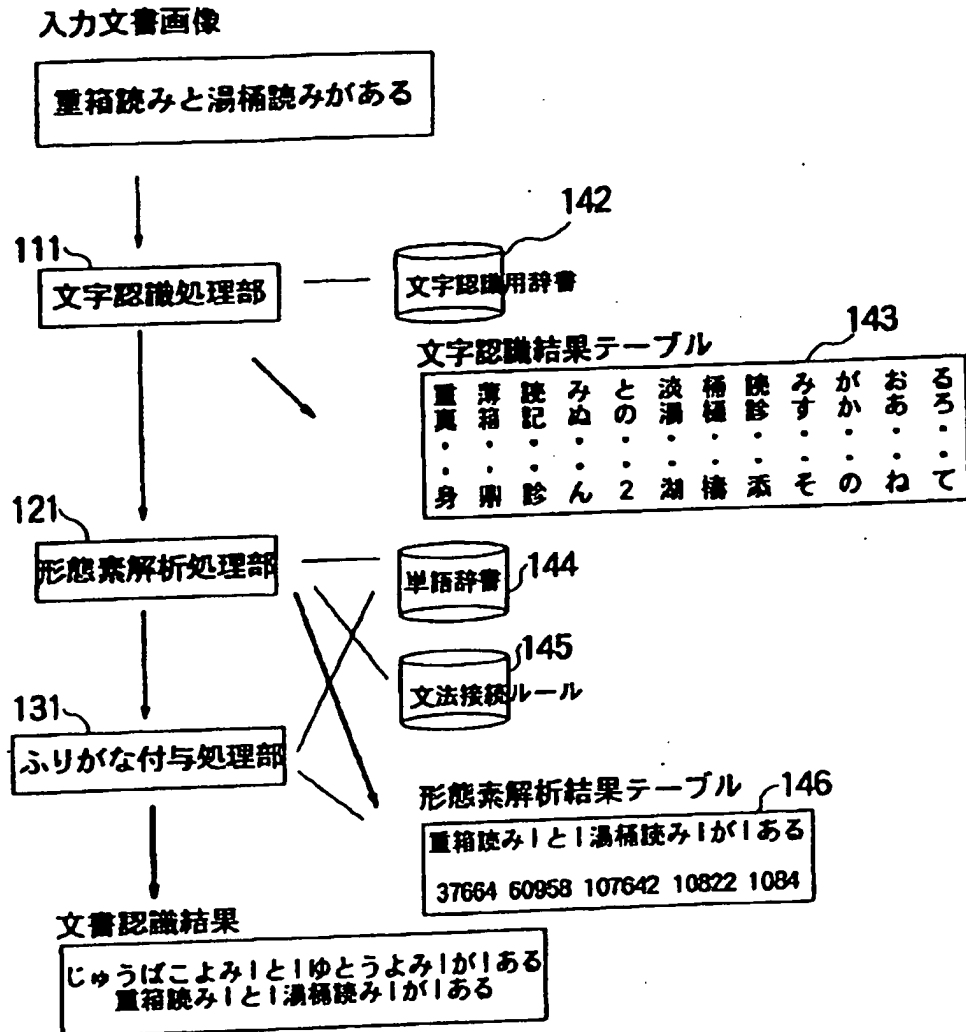 入力文書画像
重箱読みと湯桶読みがある
142
111
文字認識処理部
文字認識用辞書
143
文字認識結果テーブル
重 薄 読 み と 淡 桶 読 み が お る
真 箱 記 ぬ の 湯 樋 診 す か あ ろ
・ ・ ・ ・ ・ ・ ・ ・ ・ ・ ・ ・
・ ・ ・ ・ ・ ・ ・ ・ ・ ・ ・ ・
身 診 ん 2 湖 添 そ の ね て
121
形態素解析処理部
単語辞書
144
145
文法接続ルール
131
ふりがな付与処理部
形態素解析結果テーブル
146
重箱読み|と|湯桶読み|が|ある
37664 60958 107642 10822 1084
文書認識結果
じゅうばこよみ|と|ゆとうよみ|が|ある
重箱読み|と|湯桶読み|が|ある